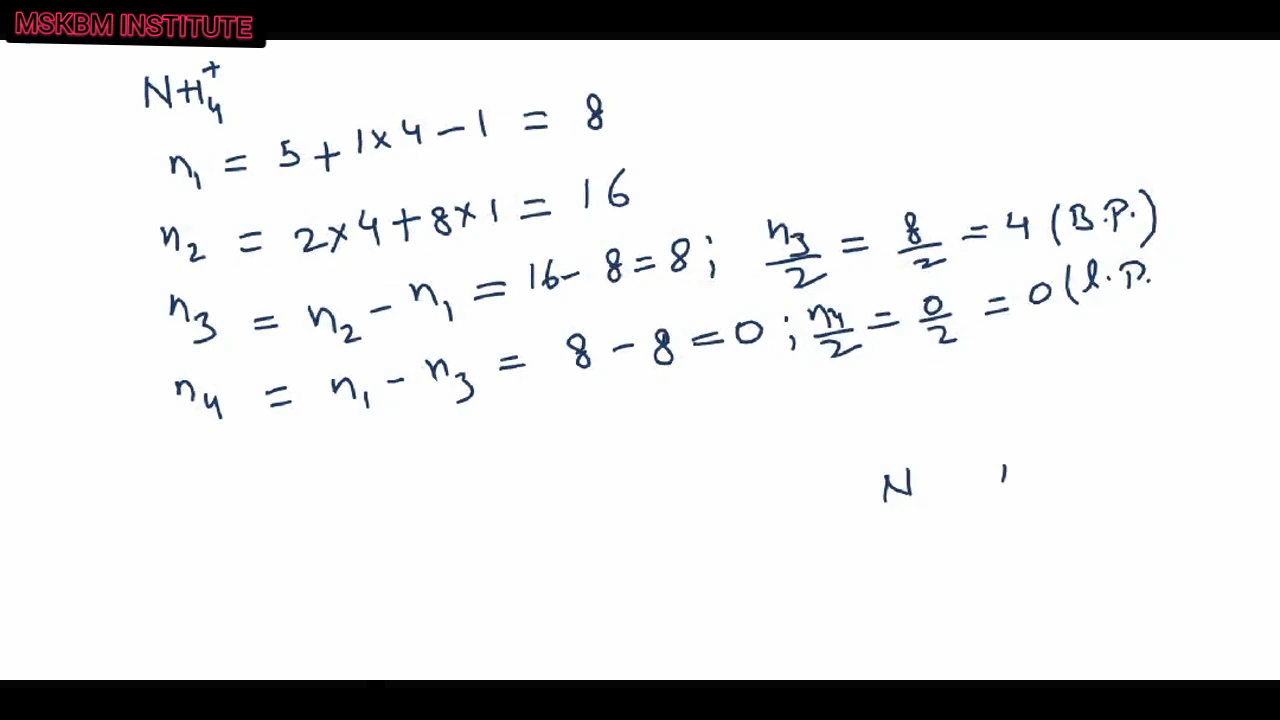 MSKBM INSTITUTE
NH₄⁺
n₁ = 5 + 1×4 - 1 = 8
n₂ = 2×4 + 8×1 = 16
n₃ = n₂ - n₁ = 16 - 8 = 8 ; n₃/2 = 8/2 = 4 (B.P.)
n₄ = n₁ - n₃ = 8 - 8 = 0 ; n₄/2 = 0/2 = 0 (l.P.
N